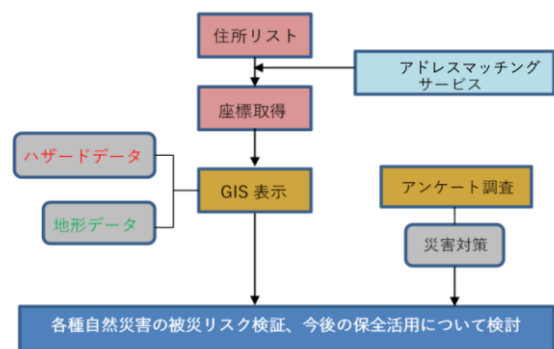 住所リスト
アドレスマッチング
サービス
座標取得
ハザードデータ
GIS 表示
アンケート調査
地形データ
災害対策
各種自然災害の被災リスク検証、今後の保全活用について検討